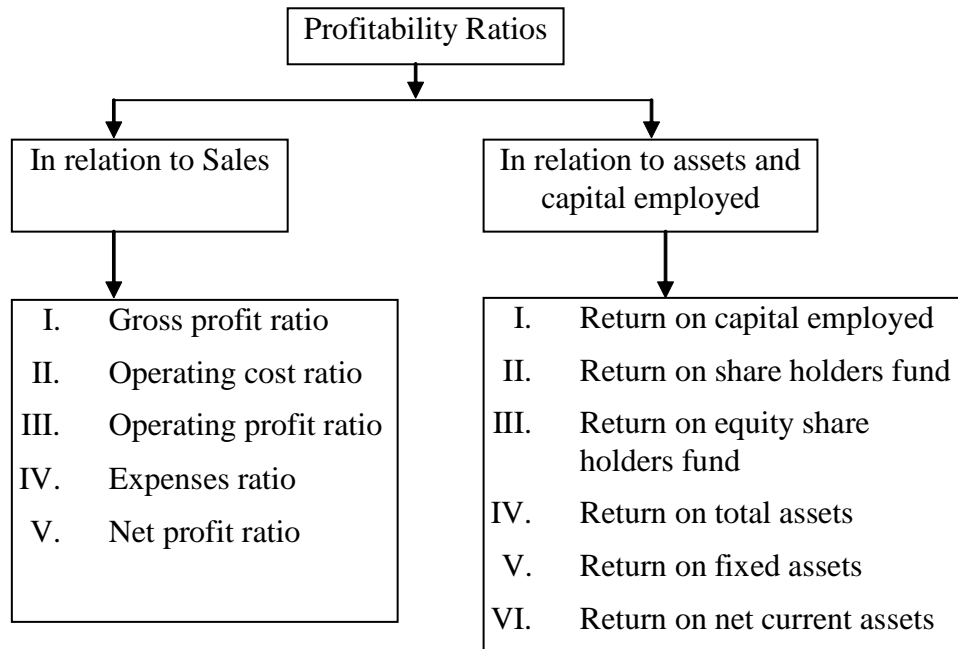 Profitability Ratios
In relation to Sales
In relation to assets and
capital employed
I. Gross profit ratio
II. Operating cost ratio
III. Operating profit ratio
IV. Expenses ratio
V. Net profit ratio
I. Return on capital employed
II. Return on share holders fund
III. Return on equity share
holders fund
IV. Return on total assets
V. Return on fixed assets
VI. Return on net current assets